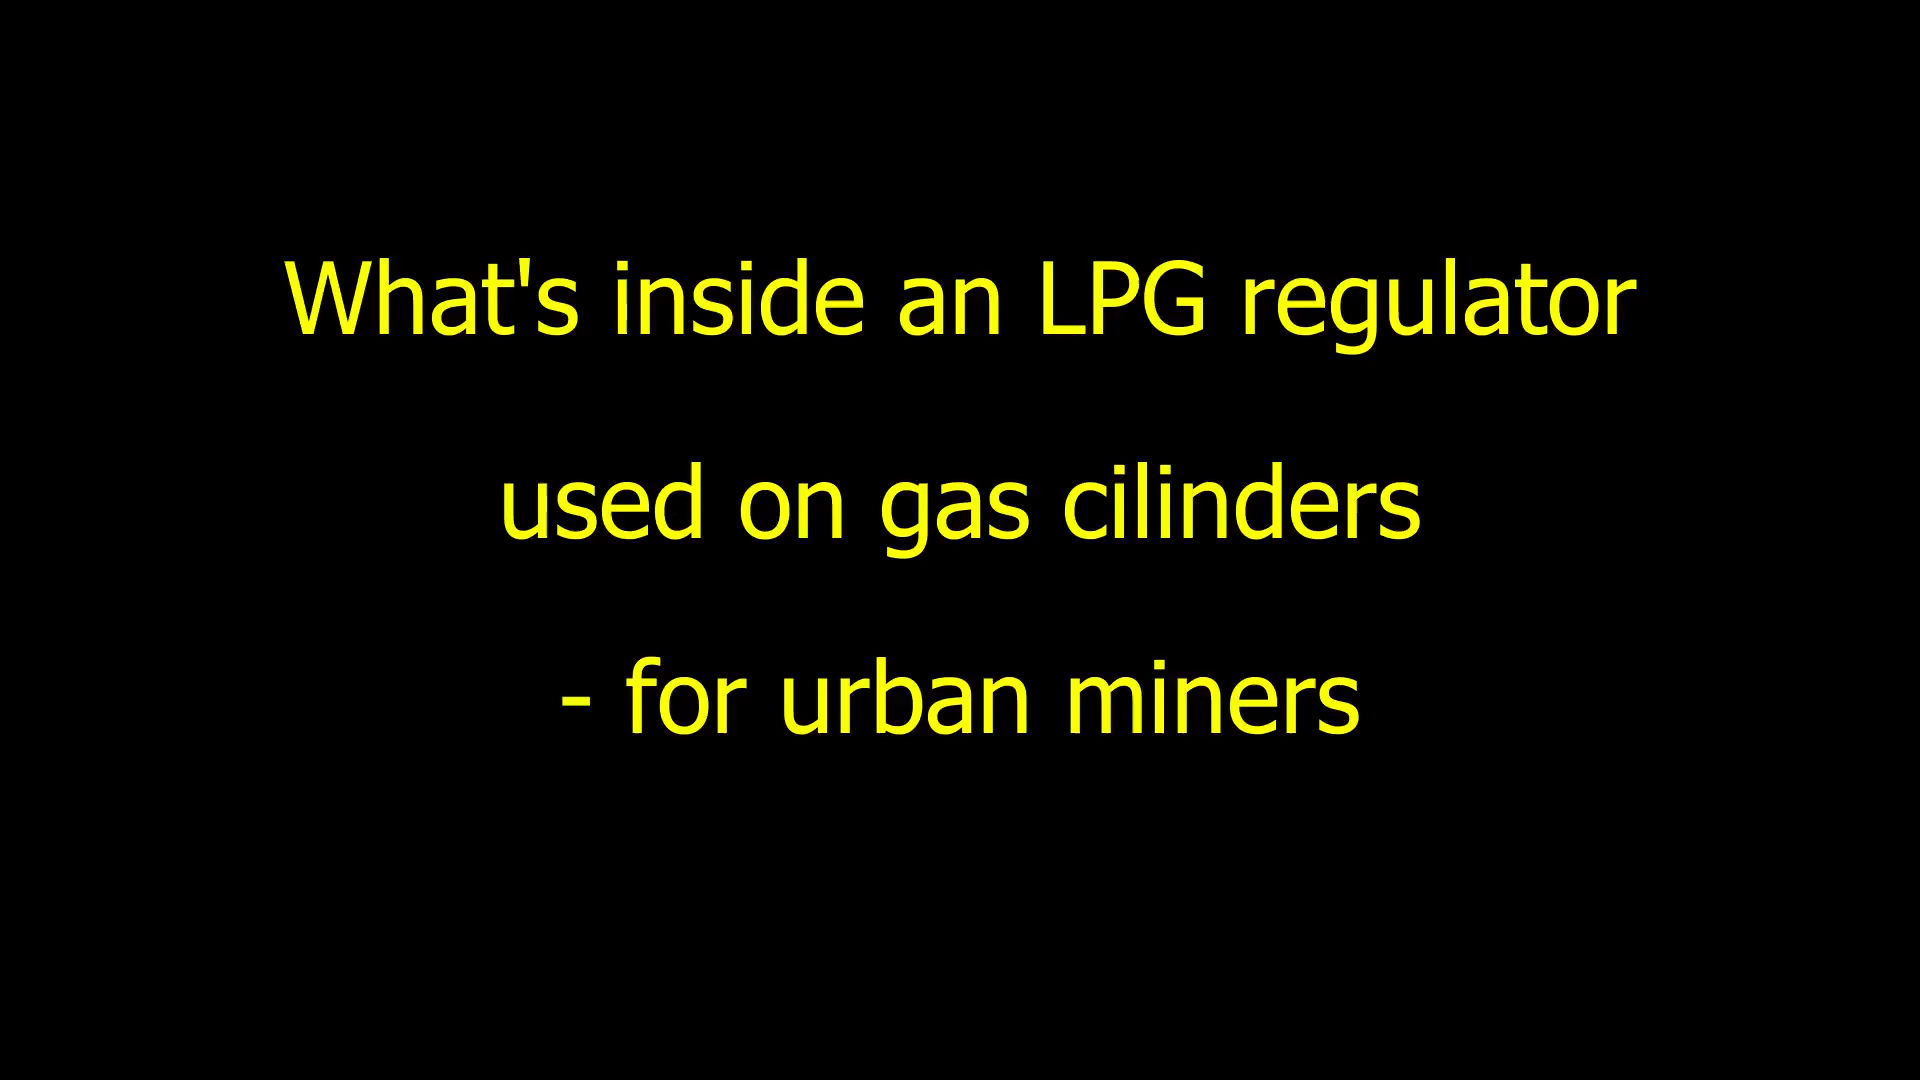 What's inside an LPG regulator
used on gas cilinders
- for urban miners